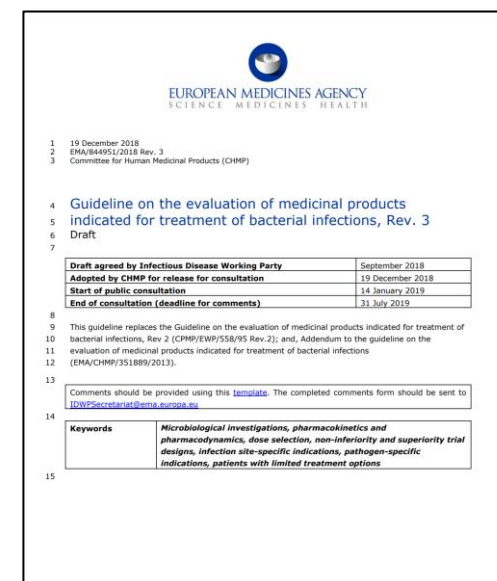 EUROPEAN MEDICINES AGENCY
SCIENCE MEDICINES HEALTH
1 19 December 2018
2 EMA/844951/2018 Rev. 3
3 Committee for Human Medicinal Products (CHMP)
4 Guideline on the evaluation of medicinal products
5 indicated for treatment of bacterial infections, Rev. 3
6 Draft
7
Draft agreed by Infectious Disease Working Party September 2018
Adopted by CHMP for release for consultation 19 December 2018
Start of public consultation 14 January 2019
End of consultation (deadline for comments) 31 July 2019
8
9 This guideline replaces the Guideline on the evaluation of medicinal products indicated for treatment of
10 bacterial infections, Rev 2 (CPMP/EWP/558/95 Rev.2); and, Addendum to the guideline on the
11 evaluation of medicinal products indicated for treatment of bacterial infections
12 (EMA/CHMP/351889/2013).
13
Comments should be provided using this template. The completed comments form should be sent to
IDWPSecretariat@ema.europa.eu
14
Keywords Microbiological investigations, pharmacokinetics and
pharmacodynamics, dose selection, non-inferiority and superiority trial
designs, infection site-specific indications, pathogen-specific
indications, patients with limited treatment options
15